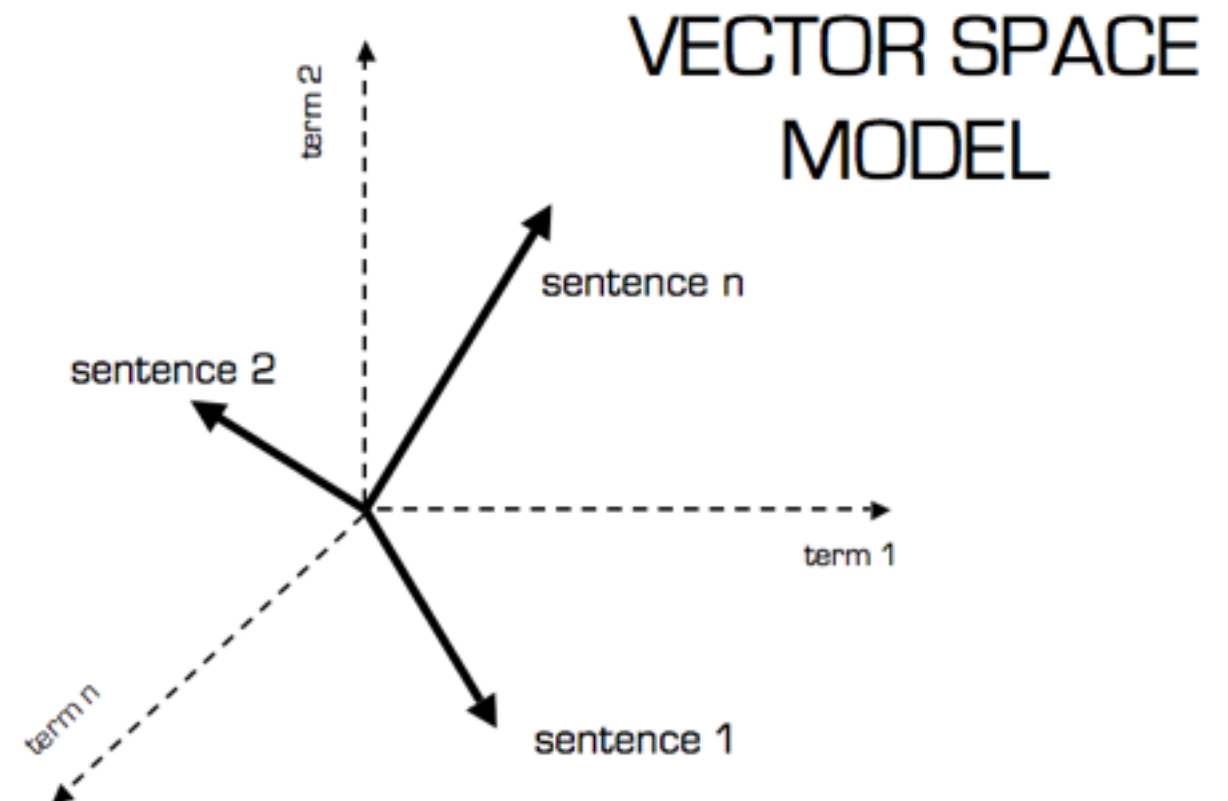 VECTOR SPACE
MODEL
term 2
sentence n
sentence 2
term 1
term n
sentence 1